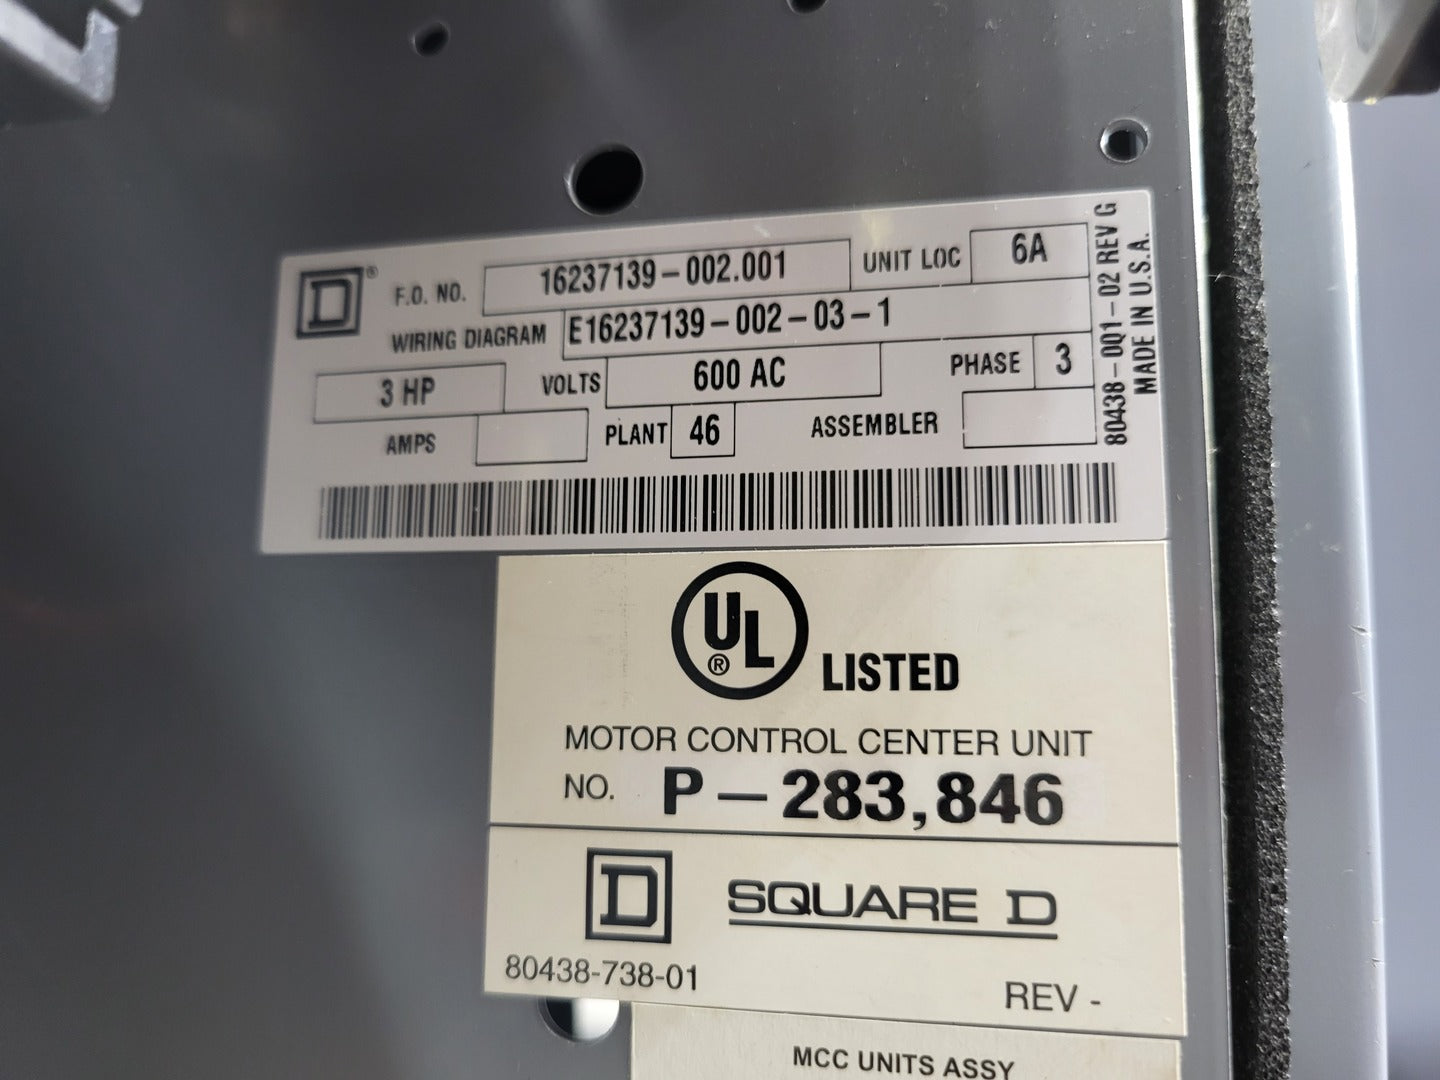 D ® F.O. NO. 16237139-002.001 UNIT LOC 6A
WIRING DIAGRAM E16237139-002-03-1
3 HP VOLTS 600 AC PHASE 3
AMPS PLANT 46 ASSEMBLER
80438-001-02 REV G
MADE IN U.S.A.
UL ® LISTED
MOTOR CONTROL CENTER UNIT
NO. P-283,846
D SQUARE D
80438-738-01 REV -
MCC UNITS ASSY